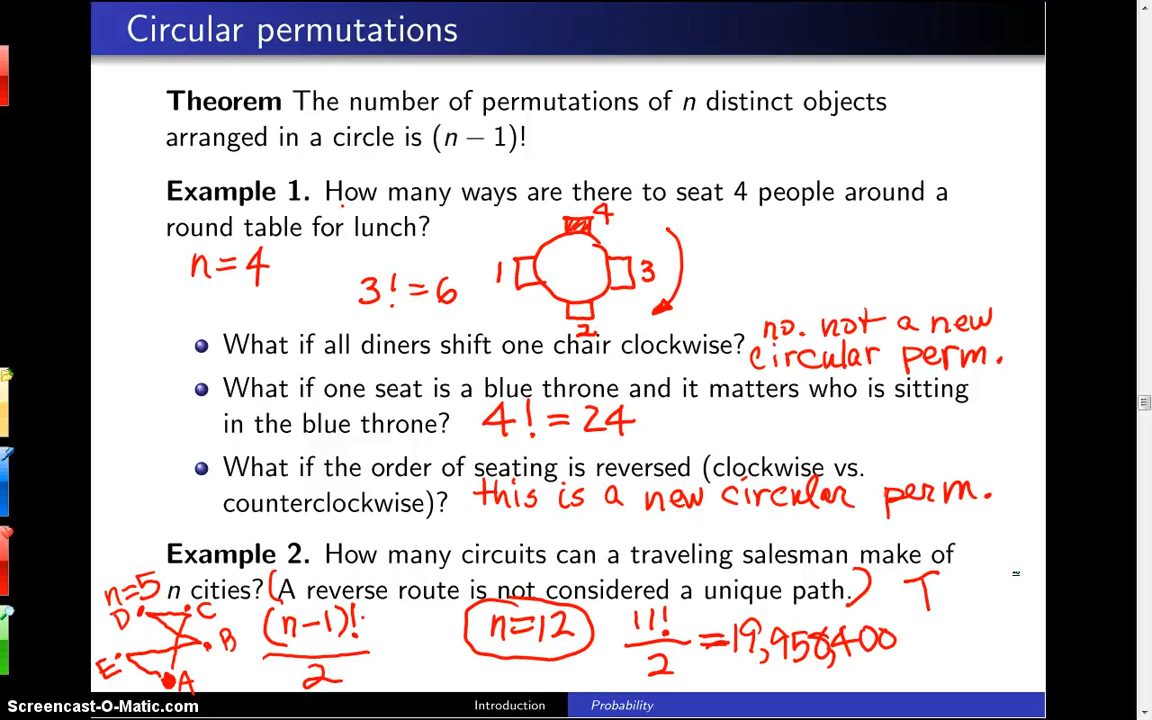 Circular permutations
Theorem The number of permutations of n distinct objects
arranged in a circle is (n − 1)!
Example 1. How many ways are there to seat 4 people around a
round table for lunch?
4
n=4
3! = 6
1
3
2
What if all diners shift one chair clockwise?
no. not a new
circular perm.
What if one seat is a blue throne and it matters who is sitting
in the blue throne?
4! = 24
What if the order of seating is reversed (clockwise vs.
counterclockwise)?
this is a new circular perm.
Example 2. How many circuits can a traveling salesman make of
n cities? (A reverse route is not considered a unique path.)
T
n=5
D
C
B
E
A
(n-1)!
2
n=12
11!
2
= 19,958,400
Screencast-O-Matic.com
Introduction
Probability